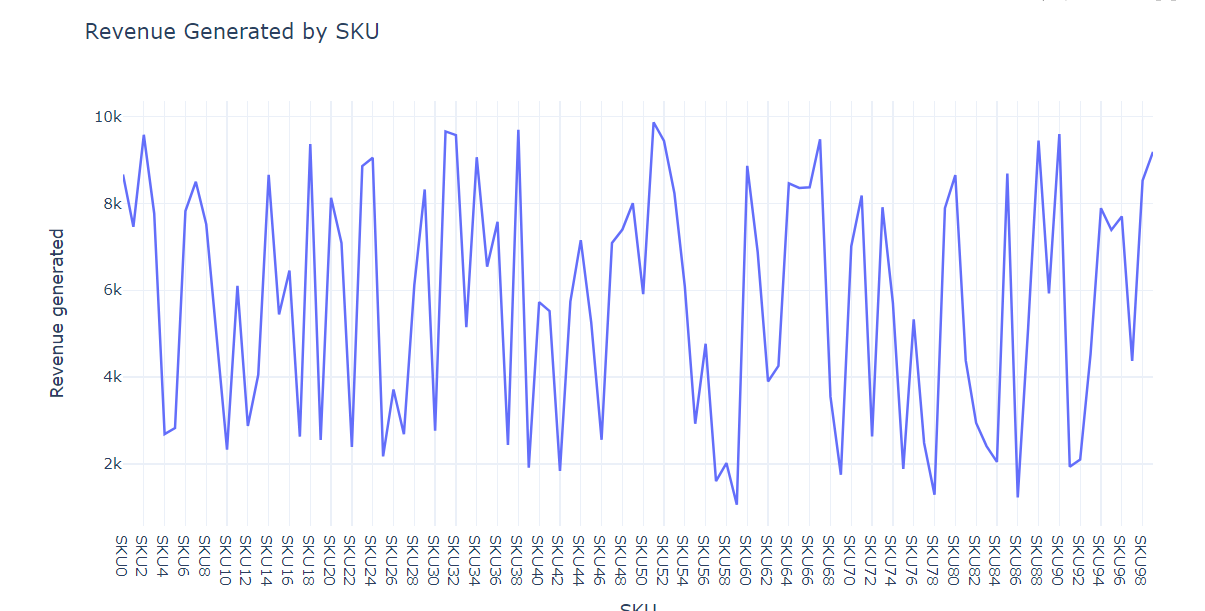 Revenue Generated by SKU
10k
8k
6k
4k
2k
Revenue generated
SKU0
SKU2
SKU4
SKU6
SKU8
SKU10
SKU12
SKU14
SKU16
SKU18
SKU20
SKU22
SKU24
SKU26
SKU28
SKU30
SKU32
SKU34
SKU36
SKU38
SKU40
SKU42
SKU44
SKU46
SKU48
SKU50
SKU52
SKU54
SKU56
SKU58
SKU60
SKU62
SKU64
SKU66
SKU68
SKU70
SKU72
SKU74
SKU76
SKU78
SKU80
SKU82
SKU84
SKU86
SKU88
SKU90
SKU92
SKU94
SKU96
SKU98
SKU